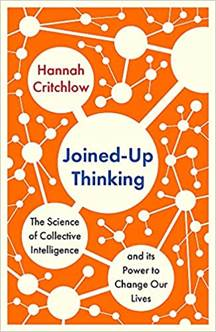 Hannah
Critchlow
Joined-Up
Thinking
The Science
of Collective
Intelligence
and its
Power to
Change Our
Lives